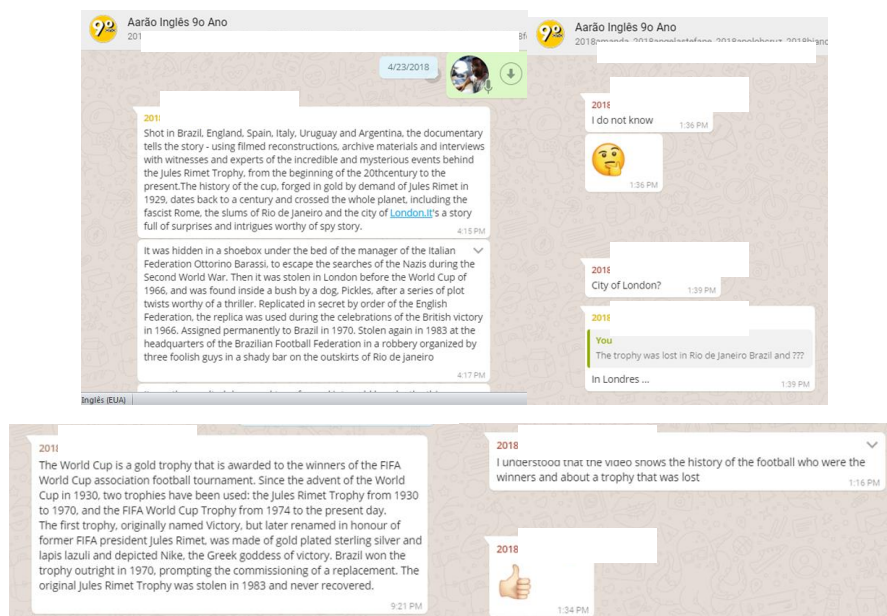 9º
Aarão Inglês 9o Ano
201
4/23/2018
201
Shot in Brazil, England, Spain, Italy, Uruguay and Argentina, the documentary
tells the story - using filmed reconstructions, archive materials and interviews
with witnesses and experts of the incredible and mysterious events behind
the Jules Rimet Trophy, from the beginning of the 20thcentury to the
present.The history of the cup, forged in gold by demand of Jules Rimet in
1929, dates back to a century and crossed the whole planet, including the
fascist Rome, the slums of Rio de Janeiro and the city of London.It's a story
full of surprises and intrigues worthy of spy story.
4:15 PM
It was hidden in a shoebox under the bed of the manager of the Italian
Federation Ottorino Barassi, to escape the searches of the Nazis during the
Second World War. Then it was stolen in London before the World Cup of
1966, and was found inside a bush by a dog, Pickles, after a series of plot
twists worthy of a thriller. Replicated in secret by order of the English
Federation, the replica was used during the celebrations of the British victory
in 1966. Assigned permanently to Brazil in 1970. Stolen again in 1983 at the
headquarters of the Brazilian Football Federation in a robbery organized by
three foolish guys in a shady bar on the outskirts of Rio de janeiro
4:17 PM
Inglês (EUA)
9º
Aarão Inglês 9o Ano
2018
I do not know
1:36 PM
1:36 PM
2018
City of London?
1:39 PM
2018
You
The trophy was lost in Rio de Janeiro Brazil and ???
In Londres ...
1:39 PM
201
The World Cup is a gold trophy that is awarded to the winners of the FIFA
World Cup association football tournament. Since the advent of the World
Cup in 1930, two trophies have been used: the Jules Rimet Trophy from 1930
to 1970, and the FIFA World Cup Trophy from 1974 to the present day.
The first trophy, originally named Victory, but later renamed in honour of
former FIFA president Jules Rimet, was made of gold plated sterling silver and
lapis lazuli and depicted Nike, the Greek goddess of victory. Brazil won the
trophy outright in 1970, prompting the commissioning of a replacement. The
original Jules Rimet Trophy was stolen in 1983 and never recovered.
9:21 PM
2018
I understood that the video shows the history of the football who were the
winners and about a trophy that was lost
1:16 PM
2018
1:34 PM